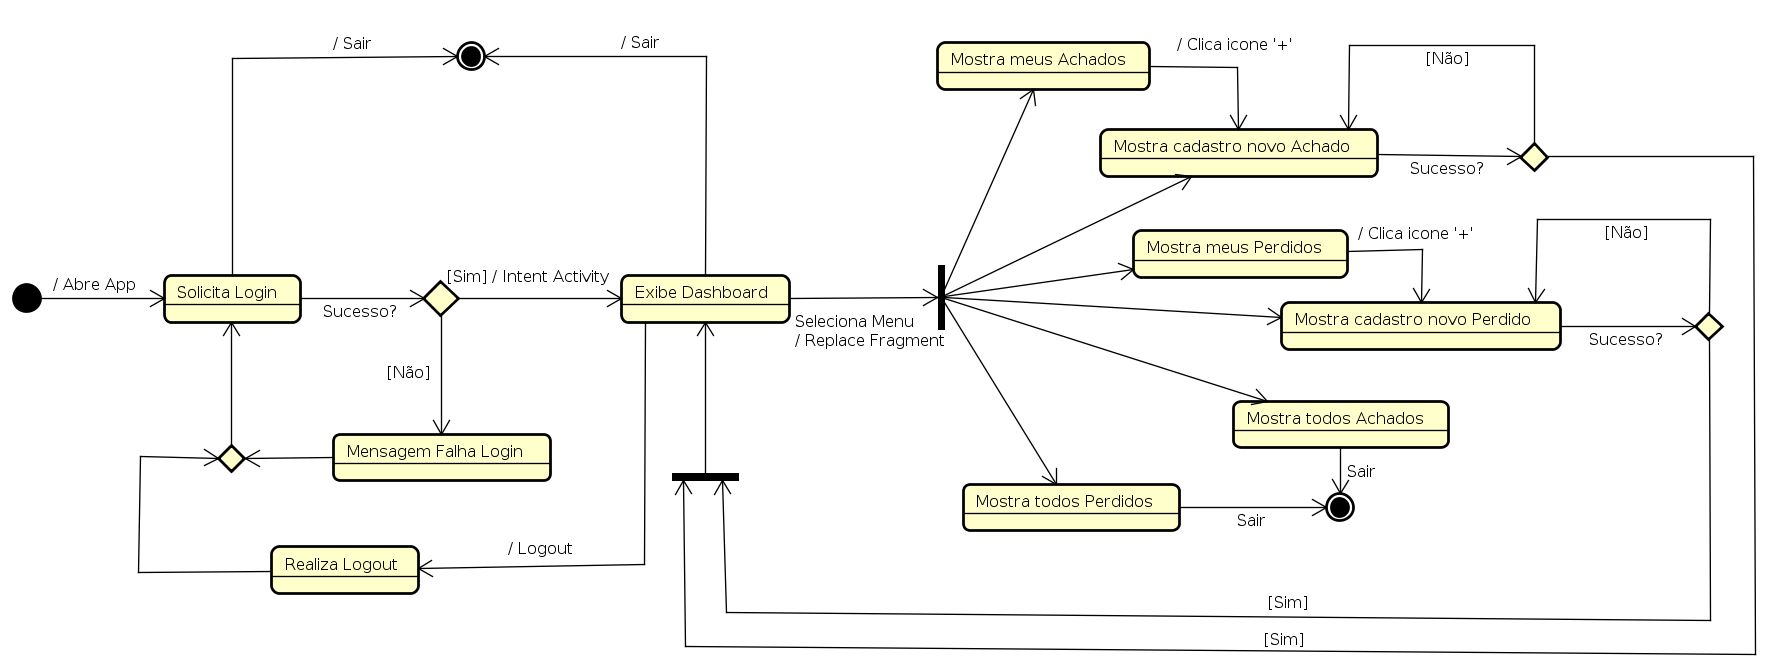 / Sair
/ Sair
Mostra meus Achados
/ Clica icone '+'
[Não]
Mostra cadastro novo Achado
Sucesso?
Mostra meus Perdidos
/ Clica icone '+'
[Não]
/ Abre App
Solicita Login
Sucesso?
[Sim] / Intent Activity
Exibe Dashboard
Seleciona Menu
/ Replace Fragment
Mostra cadastro novo Perdido
Sucesso?
[Não]
Mostra todos Achados
Mensagem Falha Login
Sair
Mostra todos Perdidos
Sair
/ Logout
Realiza Logout
[Sim]
[Sim]